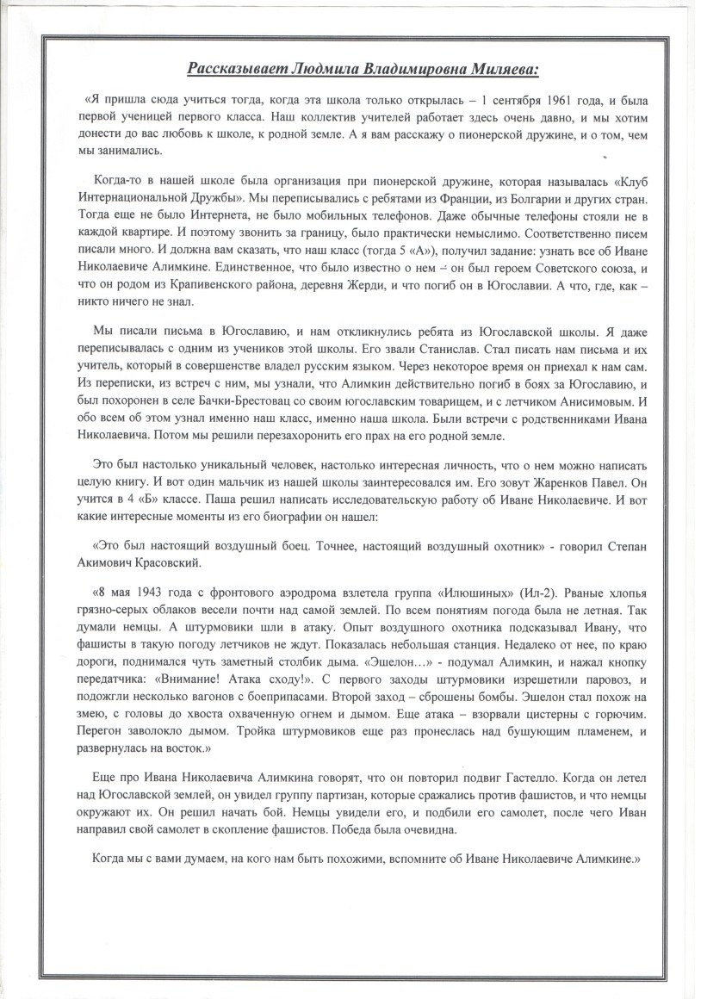 Рассказывает Людмила Владимировна Миляева:
«Я пришла сюда учиться тогда, когда эта школа только открылась – 1 сентября 1961 года, и была
первой ученицей первого класса. Наш коллектив учителей работает здесь очень давно, и мы хотим
донести до вас любовь к школе, к родной земле. А я вам расскажу о пионерской дружине, и о том, чем
мы занимались.
Когда-то в нашей школе была организация при пионерской дружине, которая называлась «Клуб
Интернациональной Дружбы». Мы переписывались с ребятами из Франции, из Болгарии и других стран.
Тогда еще не было Интернета, не было мобильных телефонов. Даже обычные телефоны стояли не в
каждой квартире. И поэтому звонить за границу, было практически немыслимо. Соответственно писем
писали много. И должна вам сказать, что наш класс (тогда 5 «А»), получил задание: узнать все об Иване
Николаевиче Алимкине. Единственное, что было известно о нем – он был героем Советского союза, и
что он родом из Крапивенского района, деревня Жерди, и что погиб он в Югославии. А что, где, как –
никто ничего не знал.
Мы писали письма в Югославию, и нам откликнулись ребята из Югославской школы. Я даже
переписывалась с одним из учеников этой школы. Его звали Станислав. Стал писать нам письма и их
учитель, который в совершенстве владел русским языком. Через некоторое время он приехал к нам сам.
Из переписки, из встреч с ним, мы узнали, что Алимкин действительно погиб в боях за Югославию, и
был похоронен в селе Бачки-Брестовац со своим югославским товарищем, и с летчиком Анисимовым. И
обо всем об этом узнал именно наш класс, именно наша школа. Были встречи с родственниками Ивана
Николаевича. Потом мы решили перезахоронить его прах на его родной земле.
Это был настолько уникальный человек, настолько интересная личность, что о нем можно написать
целую книгу. И вот один мальчик из нашей школы заинтересовался им. Его зовут Жаренков Павел. Он
учится в 4 «Б» классе. Паша решил написать исследовательскую работу об Иване Николаевиче. И вот
какие интересные моменты из его биографии он нашел:
«Это был настоящий воздушный боец. Точнее, настоящий воздушный охотник» - говорил Степан
Акимович Красовский.
«8 мая 1943 года с фронтового аэродрома взлетела группа «Илюшиных» (Ил-2). Рваные хлопья
грязно-серых облаков весели почти над самой землей. По всем понятиям погода была не летная. Так
думали немцы. А штурмовики шли в атаку. Опыт воздушного охотника подсказывал Ивану, что
фашисты в такую погоду летчиков не ждут. Показалась небольшая станция. Недалеко от нее, по краю
дороги, поднимался чуть заметный столбик дыма. «Эшелон…» - подумал Алимкин, и нажал кнопку
передатчика: «Внимание! Атака сходу!». С первого заходы штурмовики изрешетили паровоз, и
подожгли несколько вагонов с боеприпасами. Второй заход – сброшены бомбы. Эшелон стал похож на
змею, с головы до хвоста охваченную огнем и дымом. Еще атака – взорвали цистерны с горючим.
Перегон заволокло дымом. Тройка штурмовиков еще раз пронеслась над бушующим пламенем, и
развернулась на восток.»
Еще про Ивана Николаевича Алимкина говорят, что он повторил подвиг Гастелло. Когда он летел
над Югославской землей, он увидел группу партизан, которые сражались против фашистов, и что немцы
окружают их. Он решил начать бой. Немцы увидели его, и подбили его самолет, после чего Иван
направил свой самолет в скопление фашистов. Победа была очевидна.
Когда мы с вами думаем, на кого нам быть похожими, вспомните об Иване Николаевиче Алимкине.»